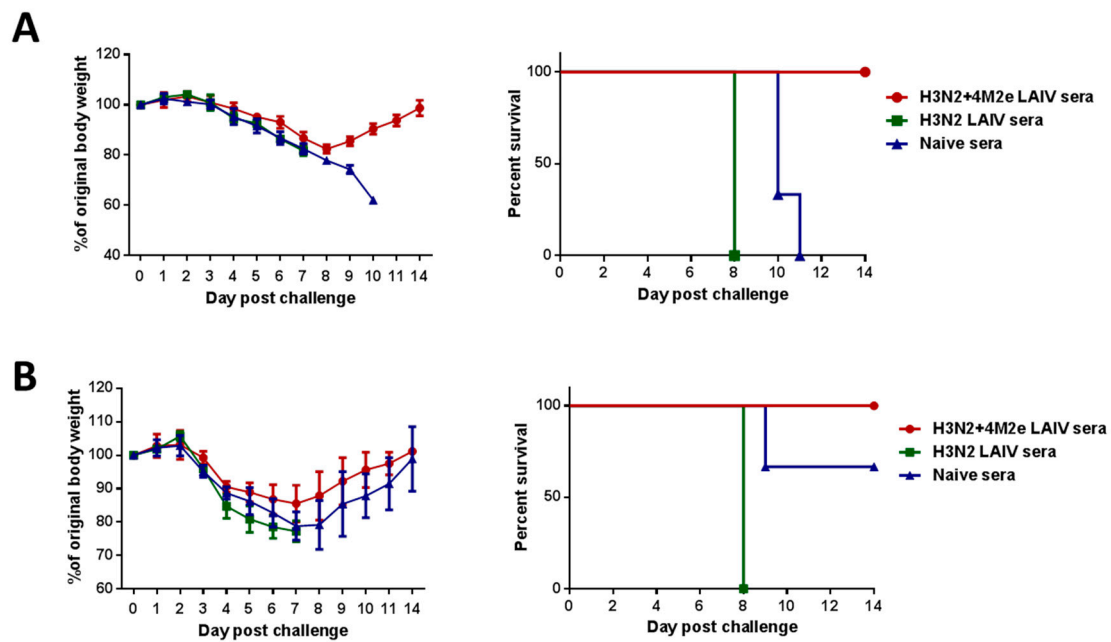 A
120
100
80
60
40
%of original body weight
0 1 2 3 4 5 6 7 8 9 10 11 14
Day post challenge
100
50
0
Percent survival
0 2 4 6 8 10 12 14
Day post challenge
H3N2+4M2e LAIV sera
H3N2 LAIV sera
Naive sera
B
120
110
100
90
80
70
60
%of original body weight
0 1 2 3 4 5 6 7 8 9 10 11 14
Day post challenge
100
50
0
Percent survival
0 2 4 6 8 10 12 14
Day post challenge
H3N2+4M2e LAIV sera
H3N2 LAIV sera
Naive sera